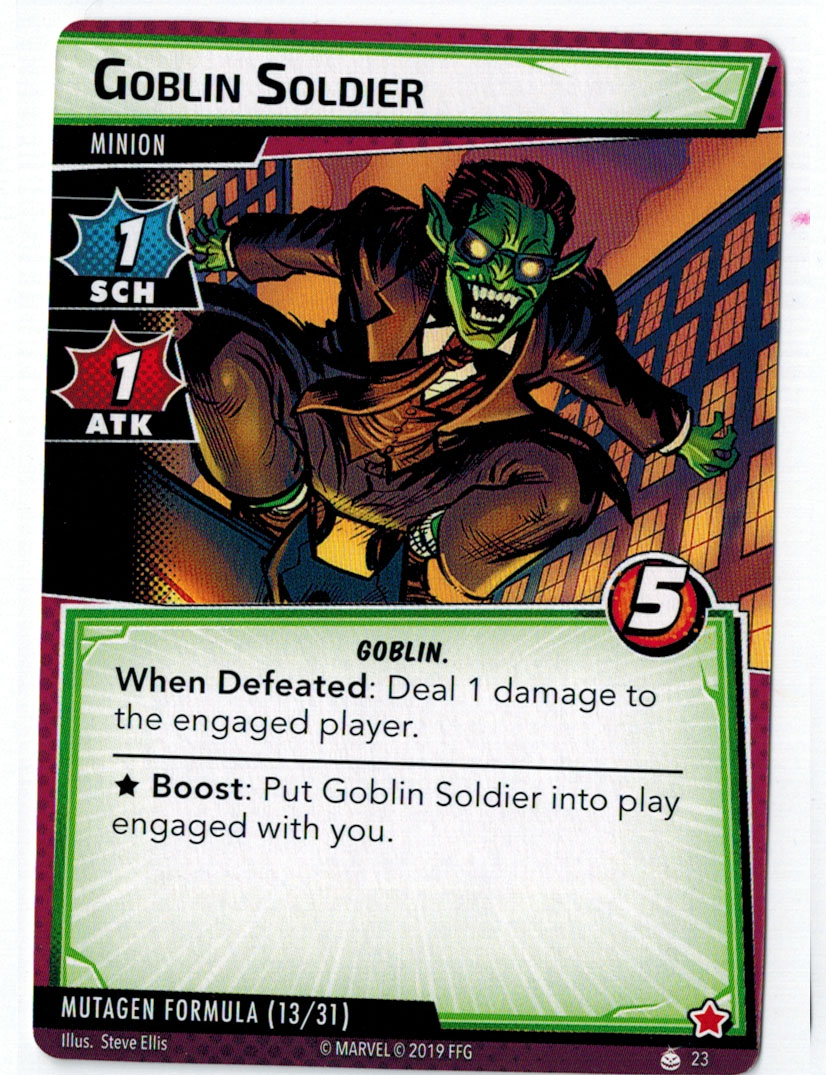 GOBLIN SOLDIER
MINION
1
SCH
1
ATK
5
GOBLIN.
When Defeated: Deal 1 damage to
the engaged player.
★ Boost: Put Goblin Soldier into play
engaged with you.
MUTAGEN FORMULA (13/31)
Illus. Steve Ellis
© MARVEL © 2019 FFG
23